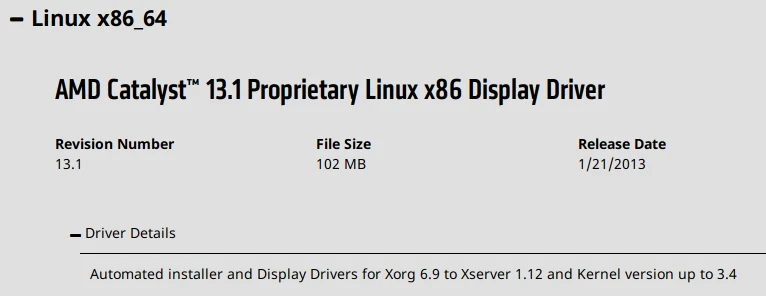 Linux x86_64
AMD Catalyst™ 13.1 Proprietary Linux x86 Display Driver
Revision Number File Size Release Date
13.1 102 MB 1/21/2013
Driver Details
Automated installer and Display Drivers for Xorg 6.9 to Xserver 1.12 and Kernel version up to 3.4